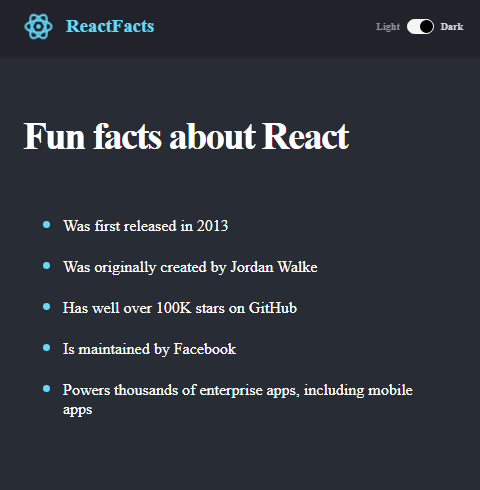 ReactFacts
Light Dark
Fun facts about React
Was first released in 2013
Was originally created by Jordan Walke
Has well over 100K stars on GitHub
Is maintained by Facebook
Powers thousands of enterprise apps, including mobile
apps